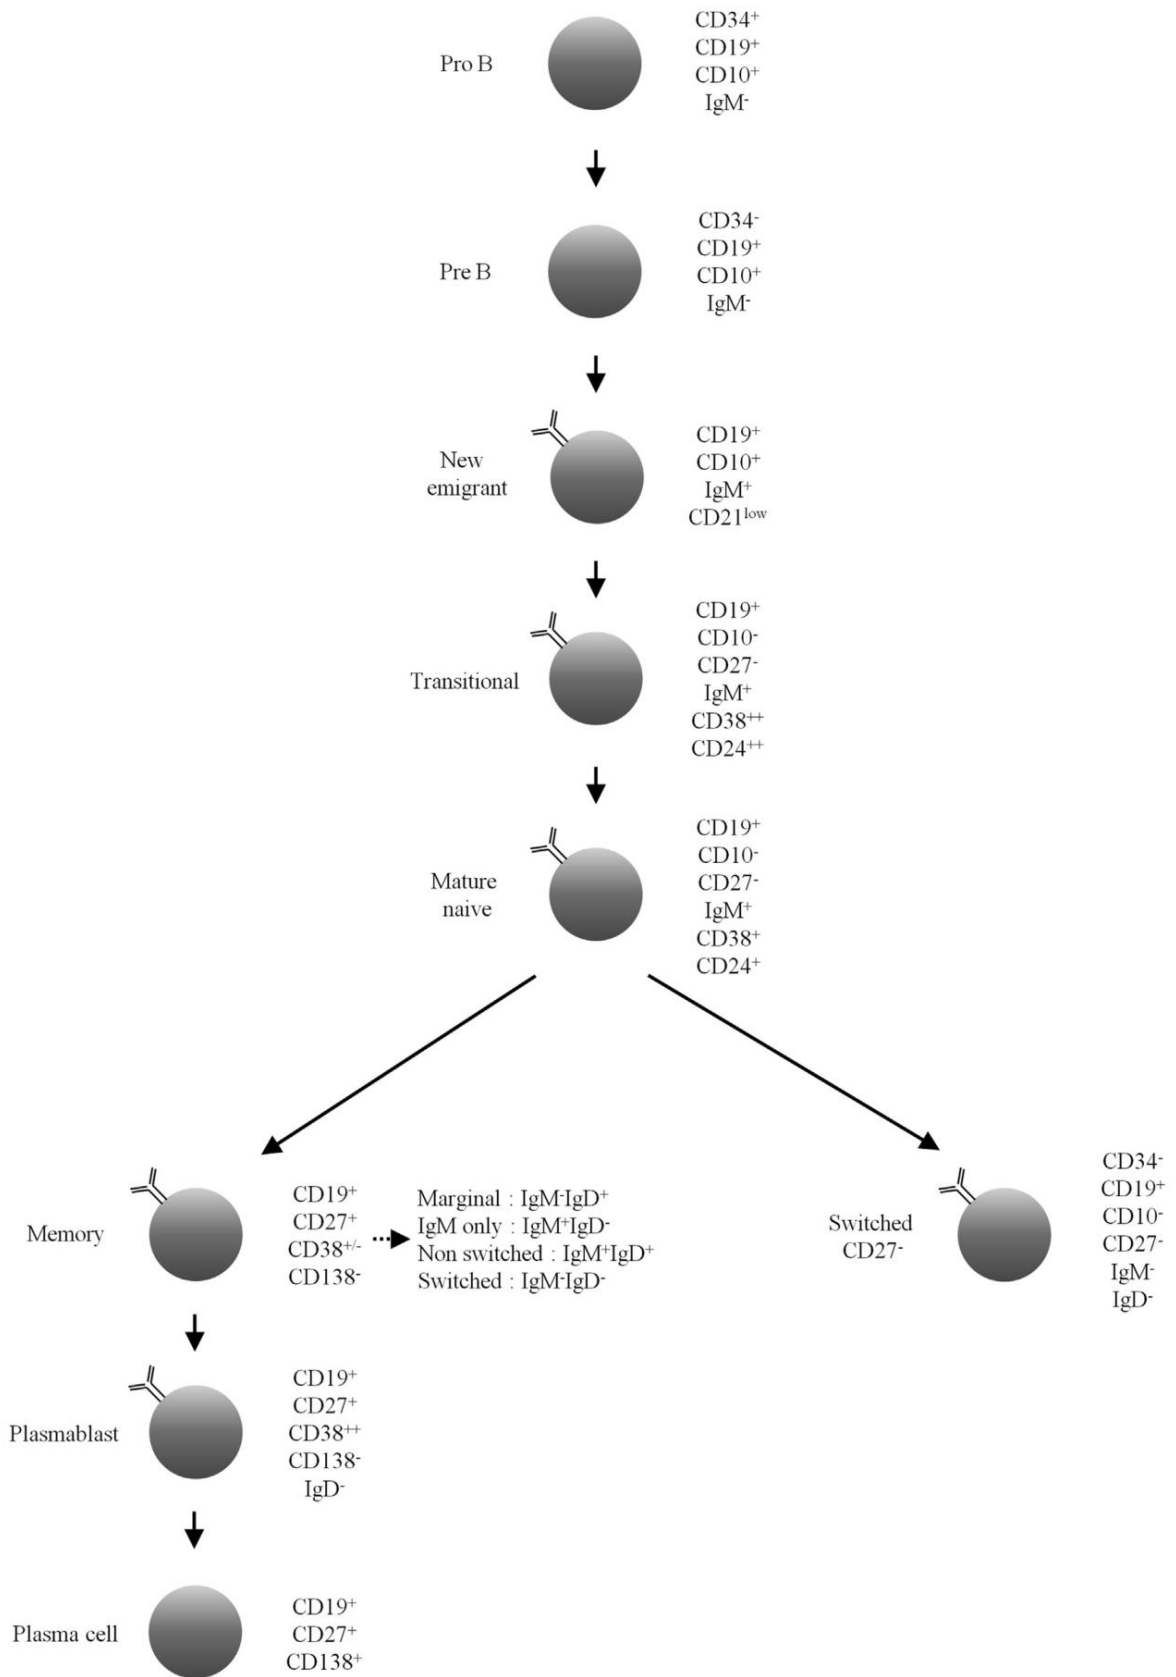 Pro B
CD34⁺
CD19⁺
CD10⁺
IgM⁻
Pre B
CD34⁻
CD19⁺
CD10⁺
IgM⁻
New
emigrant
CD19⁺
CD10⁺
IgM⁺
CD21ˡᵒʷ
Transitional
CD19⁺
CD10⁻
CD27⁻
IgM⁺
CD38⁺⁺
CD24⁺⁺
Mature
naive
CD19⁺
CD10⁻
CD27⁻
IgM⁺
CD38⁺
CD24⁺
Memory
CD19⁺
CD27⁺
CD38⁺/⁻
CD138⁻
Marginal : IgM⁻IgD⁺
IgM only : IgM⁺IgD⁻
Non switched : IgM⁺IgD⁺
Switched : IgM⁻IgD⁻
Switched
CD27⁻
CD34⁻
CD19⁺
CD10⁻
CD27⁻
IgM⁻
IgD⁻
Plasmablast
CD19⁺
CD27⁺
CD38⁺⁺
CD138⁻
IgD⁻
Plasma cell
CD19⁺
CD27⁺
CD138⁺